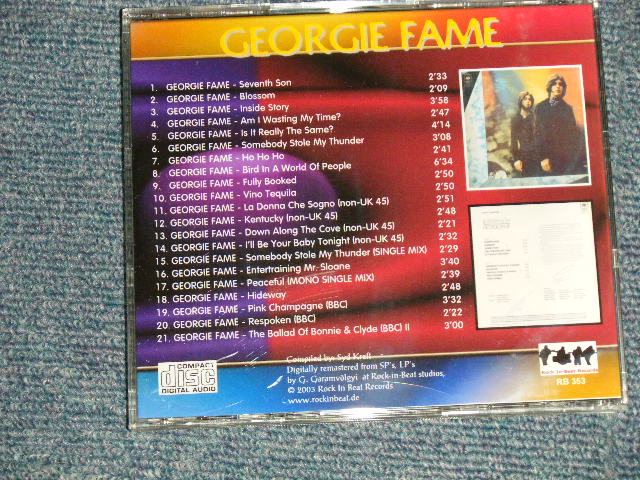 GEORGIE FAME
1. GEORGIE FAME - Seventh Son 2'33
2. GEORGIE FAME - Blossom 2'09
3. GEORGIE FAME - Inside Story 3'58
4. GEORGIE FAME - Am I Wasting My Time? 2'47
5. GEORGIE FAME - Is It Really The Same? 4'14
6. GEORGIE FAME - Somebody Stole My Thunder 3'08
7. GEORGIE FAME - Ho Ho Ho 2'41
8. GEORGIE FAME - Bird In A World Of People 6'34
9. GEORGIE FAME - Fully Booked 2'50
10. GEORGIE FAME - Vino Tequila 2'50
11. GEORGIE FAME - La Donna Che Sogno (non-UK 45) 2'51
12. GEORGIE FAME - Kentucky (non-UK 45) 2'48
13. GEORGIE FAME - Down Along The Cove (non-UK 45) 2'21
14. GEORGIE FAME - I'll Be Your Baby Tonight (non-UK 45) 2'32
15. GEORGIE FAME - Somebody Stole My Thunder (SINGLE MIX) 2'29
16. GEORGIE FAME - Entertraining Mr. Sloane 3'40
17. GEORGIE FAME - Peaceful (MONO SINGLE MIX) 2'39
18. GEORGIE FAME - Hideway 2'48
19. GEORGIE FAME - Pink Champagne (BBC) 3'32
20. GEORGIE FAME - Respoken (BBC) 2'22
21. GEORGIE FAME - The Ballad Of Bonnie & Clyde (BBC) II 3'00
COMPACT
disc
DIGITAL AUDIO
Compiled by: Syd Kreft
Digitally remastered from SP's, LP's
by G. Garamvölgyi at Rock-in-Beat studios,
© 2003 Rock In Beat Records
www.rockinbeat.de
Rock-In-Beat-Records
RB 353